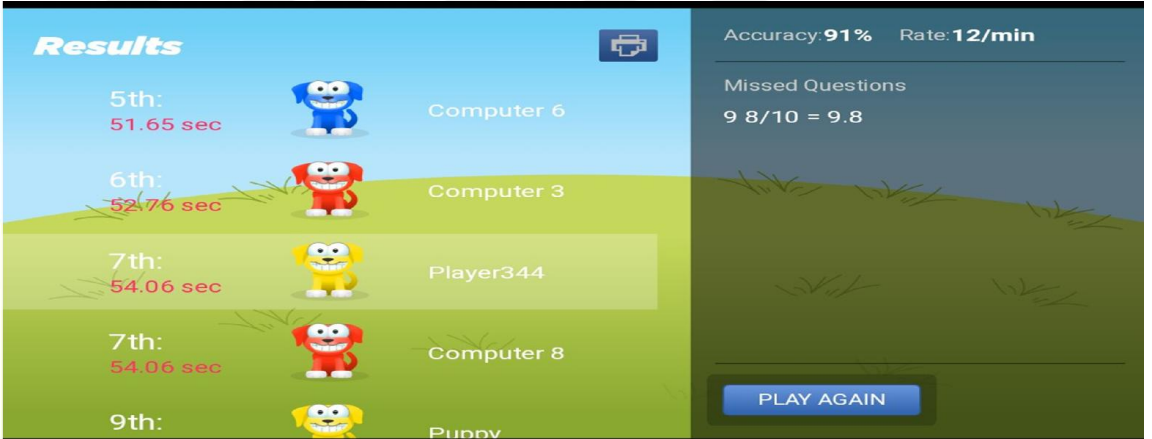 Results
5th:
51.65 sec
Computer 6
6th:
52.76 sec
Computer 3
7th:
54.06 sec
Player344
7th:
54.06 sec
Computer 8
9th:
Puppy
Accuracy:91% Rate:12/min
Missed Questions
9 8/10 = 9.8
PLAY AGAIN